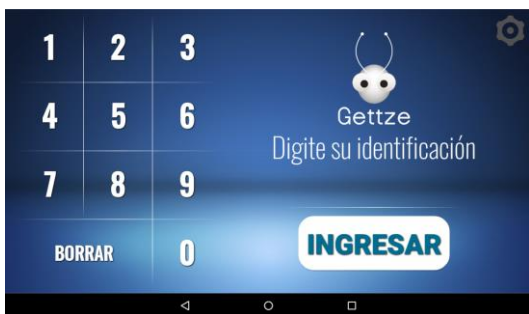 1 2 3
4 5 6
7 8 9
BORRAR 0
Gettze
Digite su identificación
INGRESAR